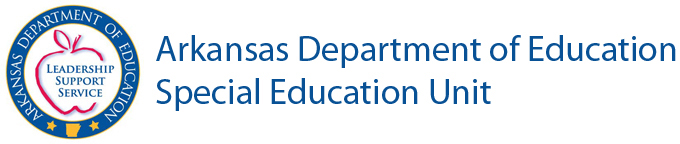 ARKANSAS DEPARTMENT OF EDUCATION
LEADERSHIP
SUPPORT
SERVICE
Arkansas Department of Education
Special Education Unit